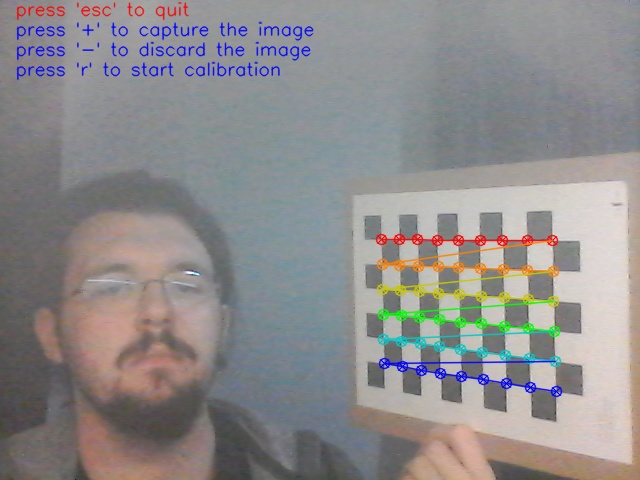 press 'esc' to quit
press '+' to capture the image
press '-' to discard the image
press 'r' to start calibration